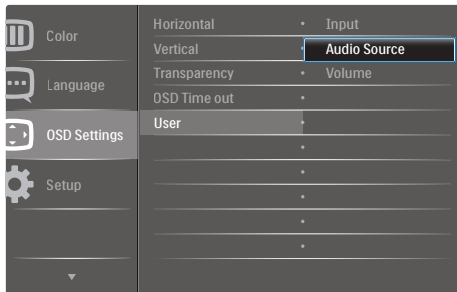 Color
Language
OSD Settings
Setup
Horizontal
Vertical
Transparency
OSD Time out
User
Input
Audio Source
Volume